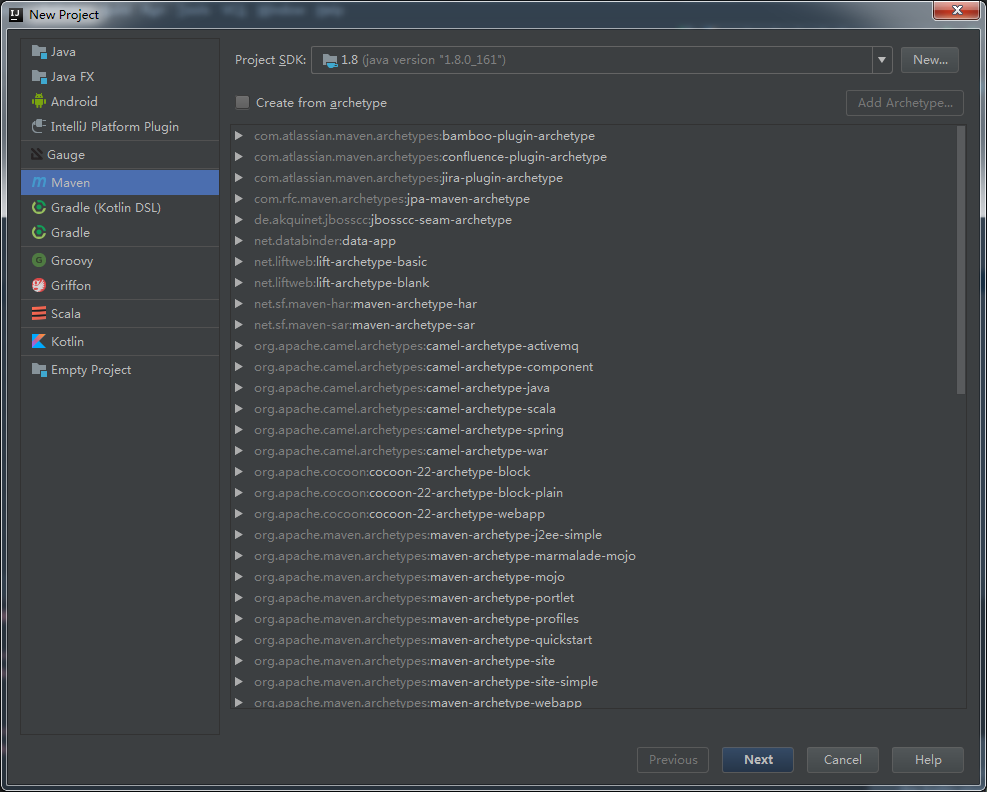 New Project
Java
Java FX
Android
IntelliJ Platform Plugin
Gauge
Maven
Gradle (Kotlin DSL)
Gradle
Groovy
Griffon
Scala
Kotlin
Empty Project
Project SDK: 1.8 (java version "1.8.0_161") New...
Create from archetype Add Archetype...
com.atlassian.maven.archetypes:bamboo-plugin-archetype
com.atlassian.maven.archetypes:confluence-plugin-archetype
com.atlassian.maven.archetypes:jira-plugin-archetype
com.rfc.maven.archetypes:jpa-maven-archetype
de.akquinet.jbosscc:jbosscc-seam-archetype
net.databinder:data-app
net.liftweb:lift-archetype-basic
net.liftweb:lift-archetype-blank
net.sf.maven-har:maven-archetype-har
net.sf.maven-sar:maven-archetype-sar
org.apache.camel.archetypes:camel-archetype-activemq
org.apache.camel.archetypes:camel-archetype-component
org.apache.camel.archetypes:camel-archetype-java
org.apache.camel.archetypes:camel-archetype-scala
org.apache.camel.archetypes:camel-archetype-spring
org.apache.camel.archetypes:camel-archetype-war
org.apache.cocoon:cocoon-22-archetype-block
org.apache.cocoon:cocoon-22-archetype-block-plain
org.apache.cocoon:cocoon-22-archetype-webapp
org.apache.maven.archetypes:maven-archetype-j2ee-simple
org.apache.maven.archetypes:maven-archetype-marmalade-mojo
org.apache.maven.archetypes:maven-archetype-mojo
org.apache.maven.archetypes:maven-archetype-portlet
org.apache.maven.archetypes:maven-archetype-profiles
org.apache.maven.archetypes:maven-archetype-quickstart
org.apache.maven.archetypes:maven-archetype-site
org.apache.maven.archetypes:maven-archetype-site-simple
org.apache.maven.archetypes:maven-archetype-webapp
Previous Next Cancel Help